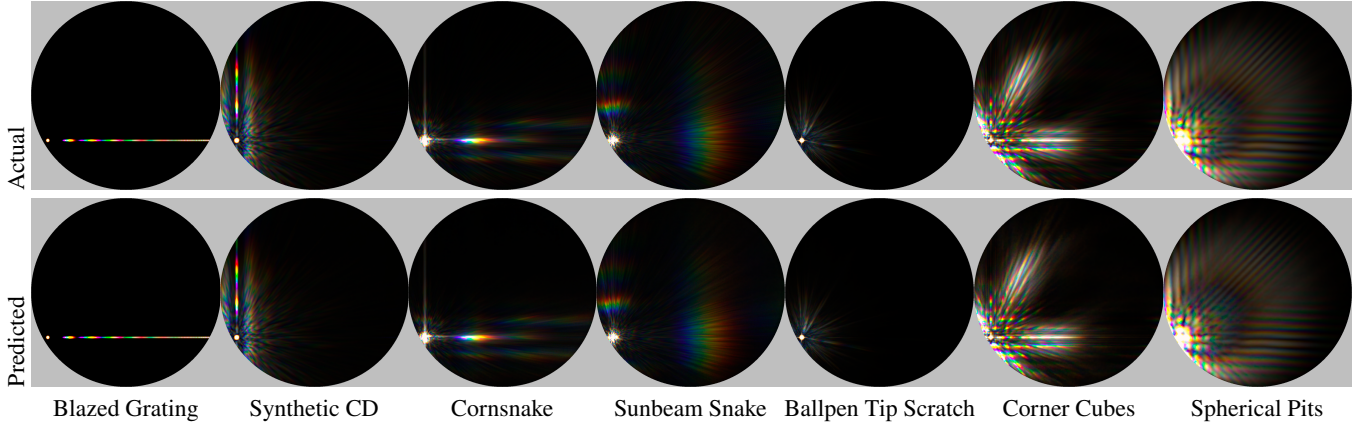 Actual
Predicted
Blazed Grating Synthetic CD Cornsnake Sunbeam Snake Ballpen Tip Scratch Corner Cubes Spherical Pits